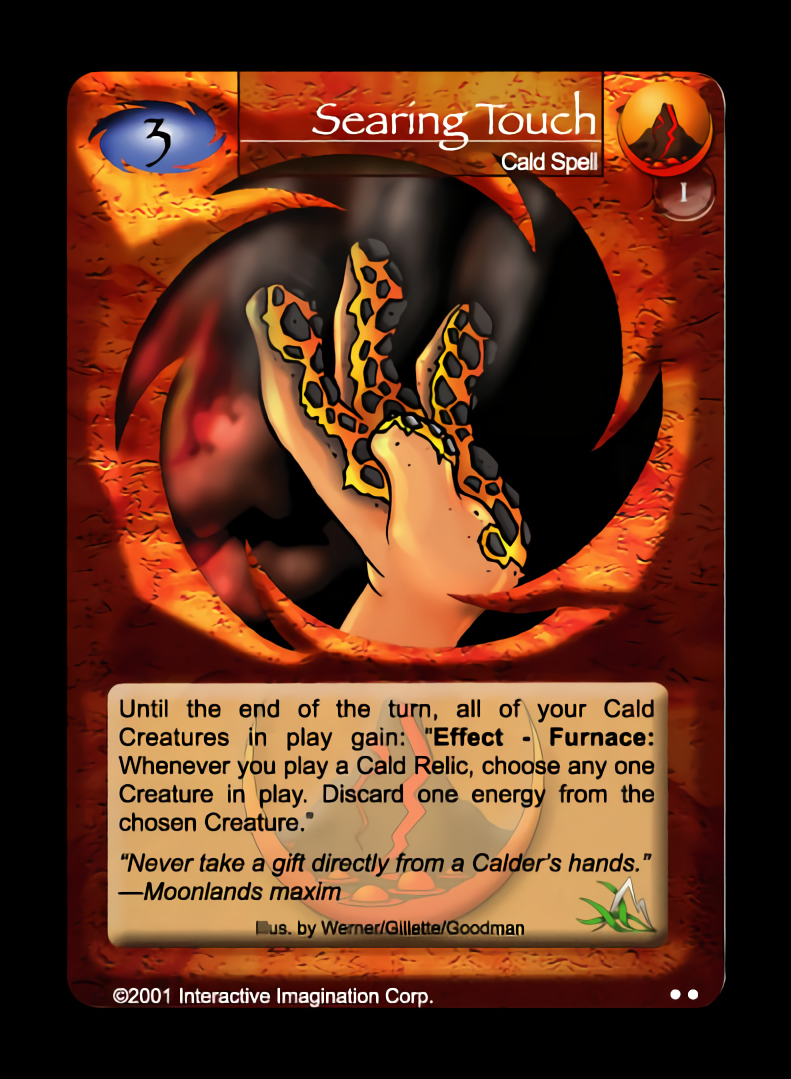 3
Searing Touch
Cald Spell
I
Until the end of the turn, all of your Cald
Creatures in play gain: "Effect - Furnace:
Whenever you play a Cald Relic, choose any one
Creature in play. Discard one energy from the
chosen Creature."
"Never take a gift directly from a Calder's hands."
—Moonlands maxim
Illus. by Werner/Gillette/Goodman
©2001 Interactive Imagination Corp.